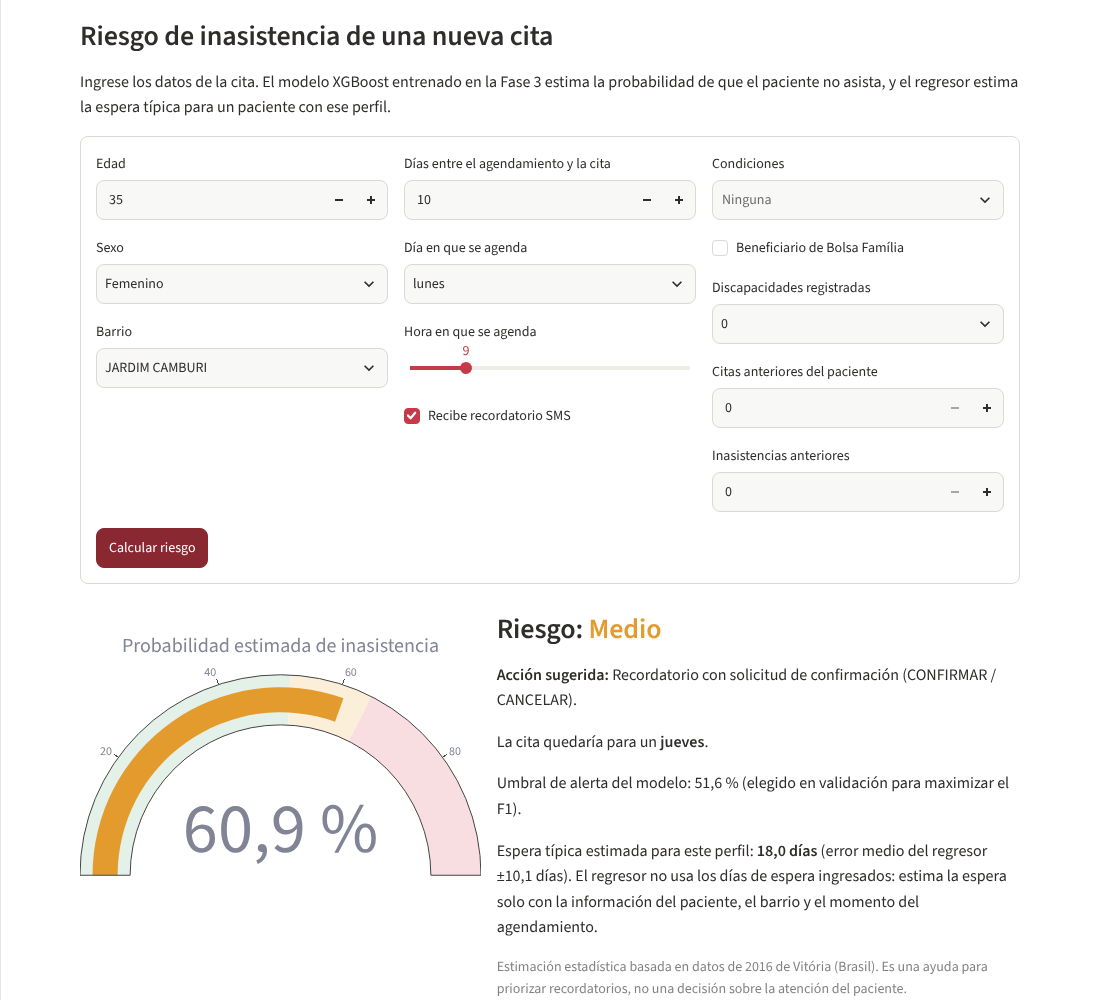 Riesgo de inasistencia de una nueva cita
Ingrese los datos de la cita. El modelo XGBoost entrenado en la Fase 3 estima la probabilidad de que el paciente no asista, y el regresor estima
la espera típica para un paciente con ese perfil.
Edad
35
Sexo
Femenino
Barrio
JARDIM CAMBURI
Días entre el agendamiento y la cita
10
Día en que se agenda
lunes
Hora en que se agenda
9
Recibe recordatorio SMS
Condiciones
Ninguna
Beneficiario de Bolsa Família
Discapacidades registradas
0
Citas anteriores del paciente
0
Inasistencias anteriores
0
Calcular riesgo
Probabilidad estimada de inasistencia
20
40
60
80
60,9 %
Riesgo: Medio
Acción sugerida: Recordatorio con solicitud de confirmación (CONFIRMAR /
CANCELAR).
La cita quedaría para un jueves.
Umbral de alerta del modelo: 51,6 % (elegido en validación para maximizar el
F1).
Espera típica estimada para este perfil: 18,0 días (error medio del regresor
±10,1 días). El regresor no usa los días de espera ingresados: estima la espera
solo con la información del paciente, el barrio y el momento del
agendamiento.
Estimación estadística basada en datos de 2016 de Vitória (Brasil). Es una ayuda para
priorizar recordatorios, no una decisión sobre la atención del paciente.